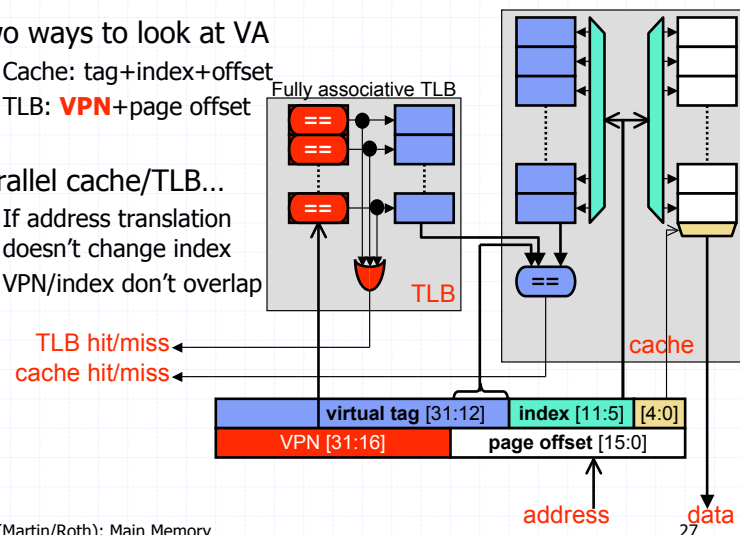 wo ways to look at VA
Cache: tag+index+offset
TLB: VPN+page offset
rallel cache/TLB…
If address translation
doesn't change index
VPN/index don't overlap
Fully associative TLB
==
==
==
TLB
==
cache
TLB hit/miss
cache hit/miss
virtual tag [31:12] index [11:5] [4:0]
VPN [31:16] page offset [15:0]
address
data
(Martin/Roth): Main Memory
27